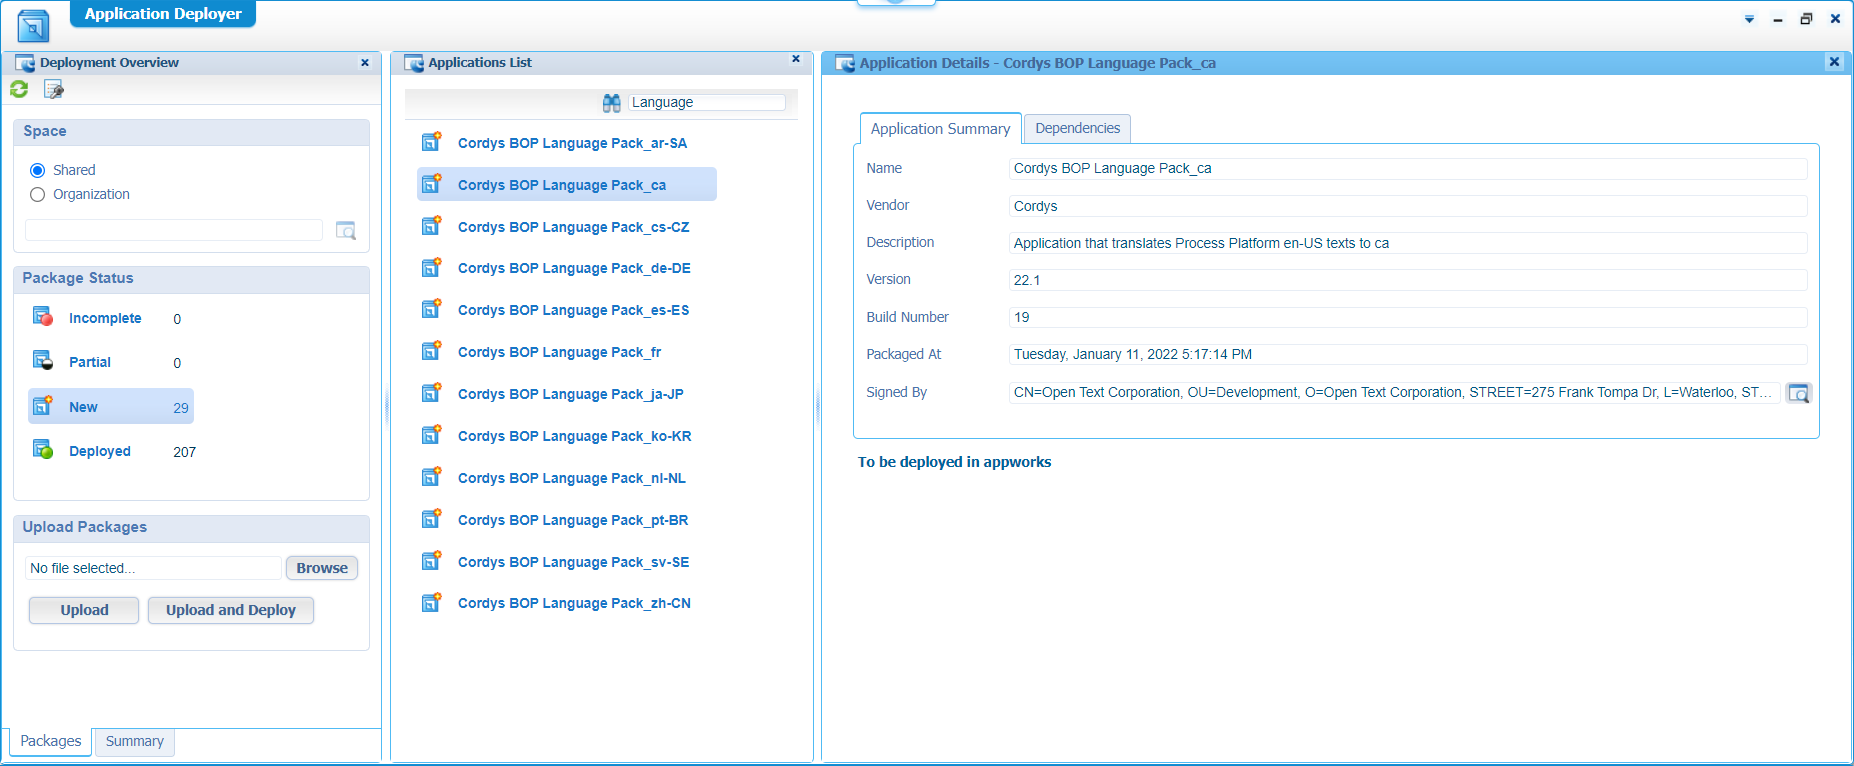 Application Deployer
Deployment Overview
Space
Shared
Organization
Package Status
Incomplete 0
Partial 0
New 29
Deployed 207
Upload Packages
No file selected...
Browse
Upload
Upload and Deploy
Packages
Summary
Applications List
Language
Cordys BOP Language Pack_ar-SA
Cordys BOP Language Pack_ca
Cordys BOP Language Pack_cs-CZ
Cordys BOP Language Pack_de-DE
Cordys BOP Language Pack_es-ES
Cordys BOP Language Pack_fr
Cordys BOP Language Pack_ja-JP
Cordys BOP Language Pack_ko-KR
Cordys BOP Language Pack_nl-NL
Cordys BOP Language Pack_pt-BR
Cordys BOP Language Pack_sv-SE
Cordys BOP Language Pack_zh-CN
Application Details - Cordys BOP Language Pack_ca
Application Summary
Dependencies
Name Cordys BOP Language Pack_ca
Vendor Cordys
Description Application that translates Process Platform en-US texts to ca
Version 22.1
Build Number 19
Packaged At Tuesday, January 11, 2022 5:17:14 PM
Signed By CN=Open Text Corporation, OU=Development, O=Open Text Corporation, STREET=275 Frank Tompa Dr, L=Waterloo, ST...
To be deployed in appworks